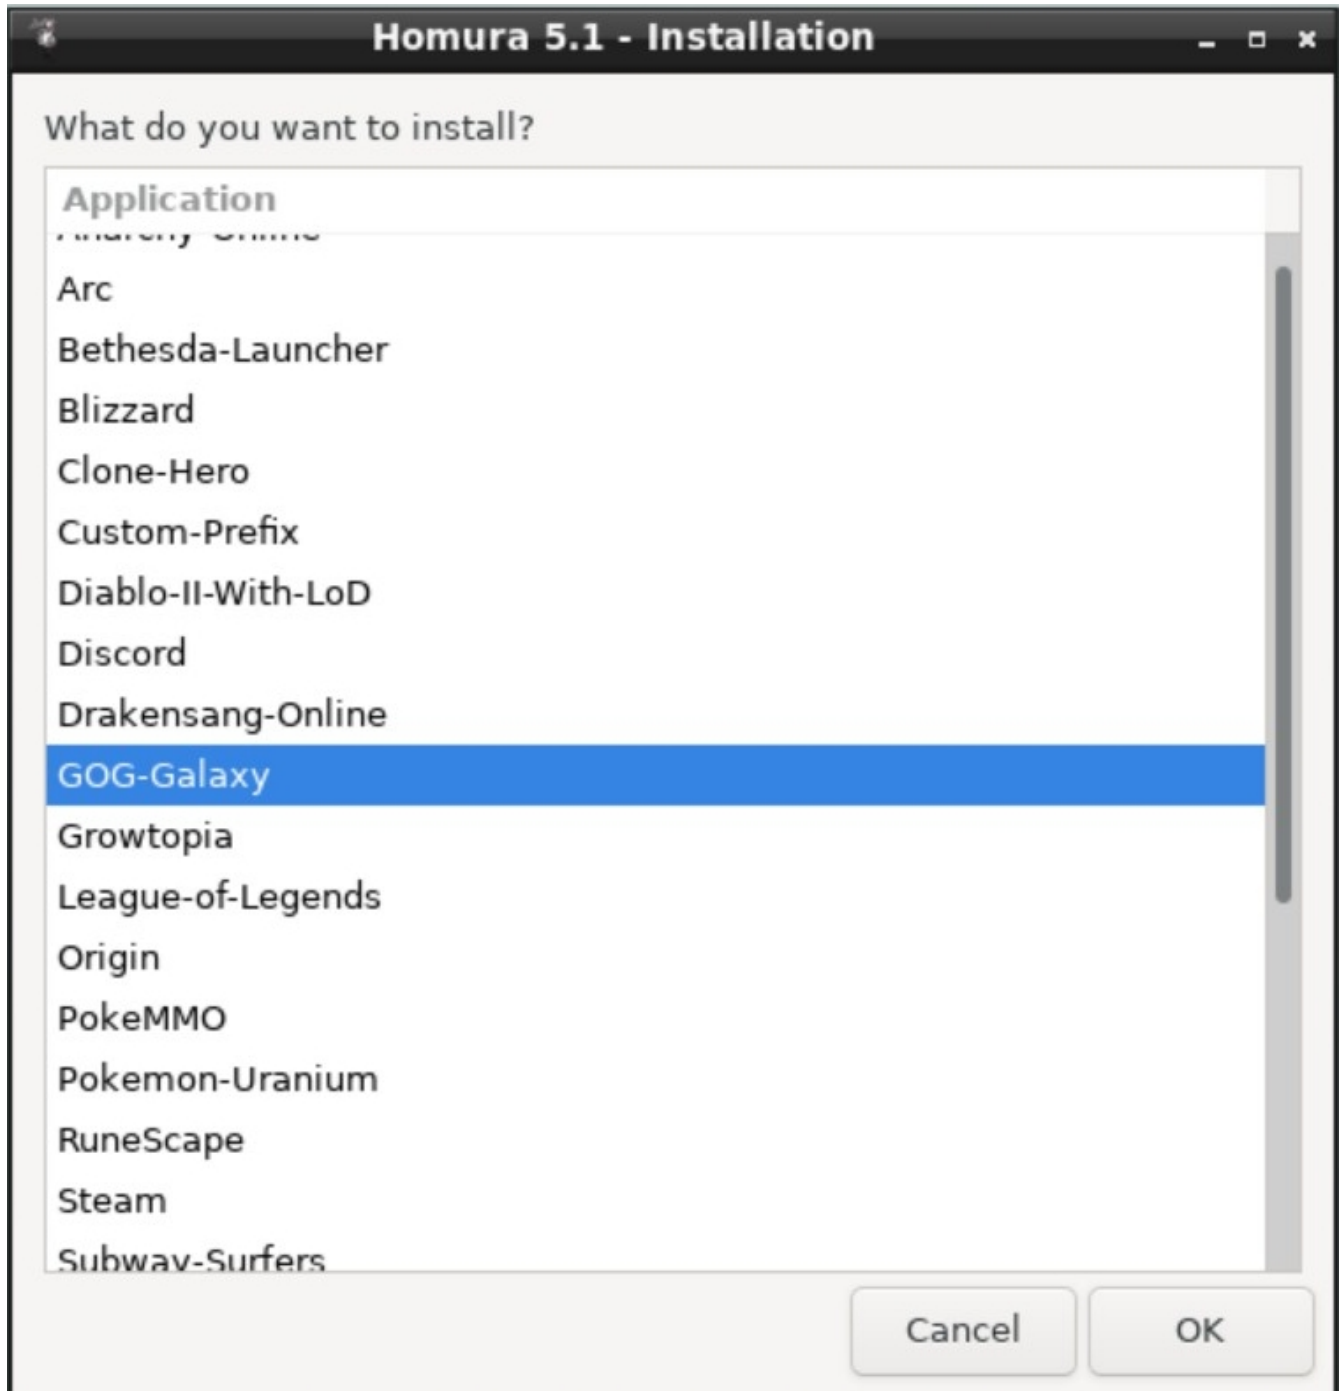 Homura 5.1 - Installation
What do you want to install?
Application
Anarchy-Online
Arc
Bethesda-Launcher
Blizzard
Clone-Hero
Custom-Prefix
Diablo-II-With-LoD
Discord
Drakensang-Online
GOG-Galaxy
Growtopia
League-of-Legends
Origin
PokeMMO
Pokemon-Uranium
RuneScape
Steam
Subway-Surfers
Cancel
OK